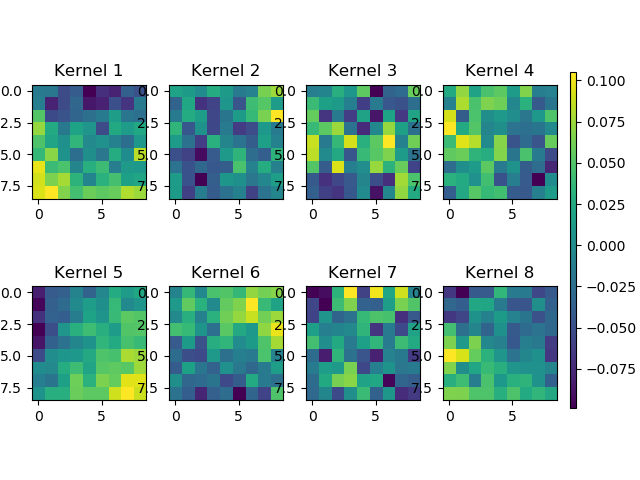 Kernel 1 Kernel 2 Kernel 3 Kernel 4
0.0 0.0 0.0 0.0 0.100
2.5 2.5 2.5 2.5 0.075
5.0 5.0 5.0 5.0 0.050
7.5 7.5 7.5 7.5 0.025
0 5 0 5 0 5 0 5
0.000
Kernel 5 Kernel 6 Kernel 7 Kernel 8
0.0 0.0 0.0 0.0 −0.025
2.5 2.5 2.5 2.5 −0.050
5.0 5.0 5.0 5.0 −0.075
7.5 7.5 7.5 7.5
0 5 0 5 0 5 0 5